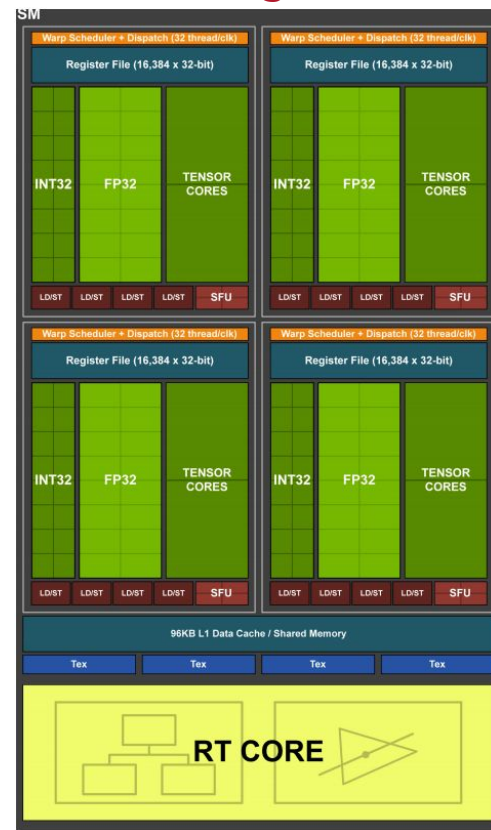 SM
Warp Scheduler + Dispatch (32 thread/clk)
Register File (16,384 x 32-bit)
INT32 FP32 TENSOR CORES
LD/ST LD/ST LD/ST LD/ST SFU
Warp Scheduler + Dispatch (32 thread/clk)
Register File (16,384 x 32-bit)
INT32 FP32 TENSOR CORES
LD/ST LD/ST LD/ST LD/ST SFU
Warp Scheduler + Dispatch (32 thread/clk)
Register File (16,384 x 32-bit)
INT32 FP32 TENSOR CORES
LD/ST LD/ST LD/ST LD/ST SFU
Warp Scheduler + Dispatch (32 thread/clk)
Register File (16,384 x 32-bit)
INT32 FP32 TENSOR CORES
LD/ST LD/ST LD/ST LD/ST SFU
96KB L1 Data Cache / Shared Memory
Tex Tex Tex Tex
RT CORE